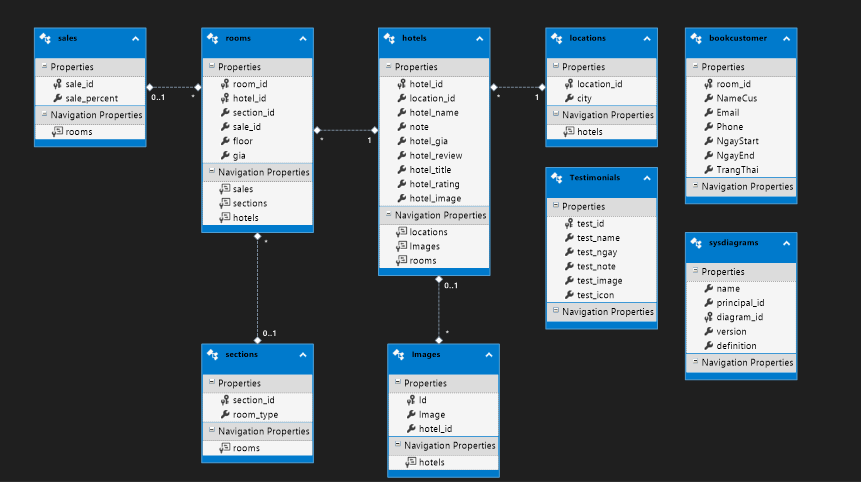 sales
Properties
sale_id
sale_percent
Navigation Properties
rooms
0..1
*
rooms
Properties
room_id
hotel_id
section_id
sale_id
floor
gia
Navigation Properties
sales
sections
hotels
*
1
*
0..1
hotels
Properties
hotel_id
location_id
hotel_name
note
hotel_gia
hotel_review
hotel_title
hotel_rating
hotel_image
Navigation Properties
locations
Images
rooms
*
1
0..1
*
locations
Properties
location_id
city
Navigation Properties
hotels
bookcustomer
Properties
room_id
NameCus
Email
Phone
NgayStart
NgayEnd
TrangThai
Navigation Properties
Testimonials
Properties
test_id
test_name
test_ngay
test_note
test_image
test_icon
Navigation Properties
sysdiagrams
Properties
name
principal_id
diagram_id
version
definition
Navigation Properties
sections
Properties
section_id
room_type
Navigation Properties
rooms
Images
Properties
Id
Image
hotel_id
Navigation Properties
hotels